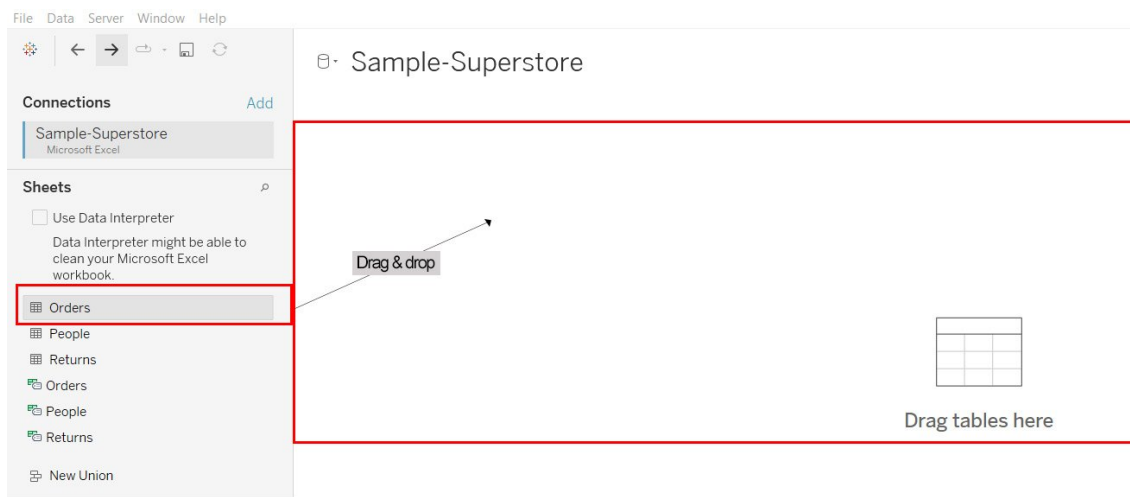 File Data Server Window Help
Sample-Superstore
Connections Add
Sample-Superstore
Microsoft Excel
Sheets
Use Data Interpreter
Data Interpreter might be able to
clean your Microsoft Excel
workbook.
Drag & drop
Orders
People
Returns
Orders
People
Returns
New Union
Drag tables here